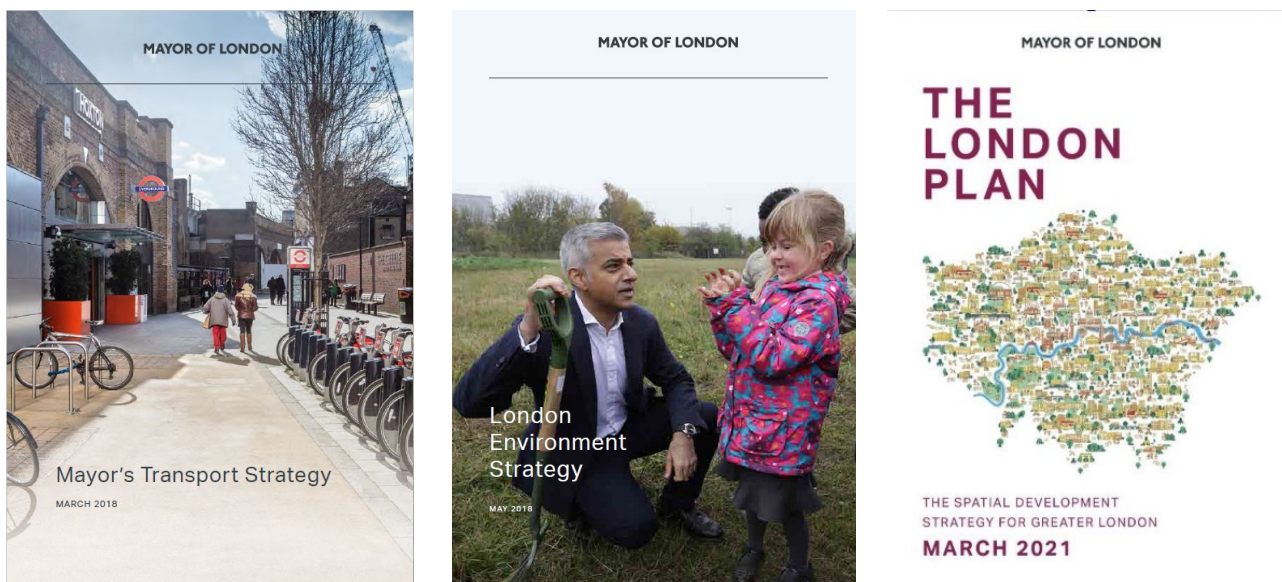 MAYOR OF LONDON
HOXTON
OVERGROUND
Mayor's Transport Strategy
MARCH 2018
MAYOR OF LONDON
London
Environment
Strategy
MAY 2018
MAYOR OF LONDON
THE
LONDON
PLAN
THE SPATIAL DEVELOPMENT
STRATEGY FOR GREATER LONDON
MARCH 2021